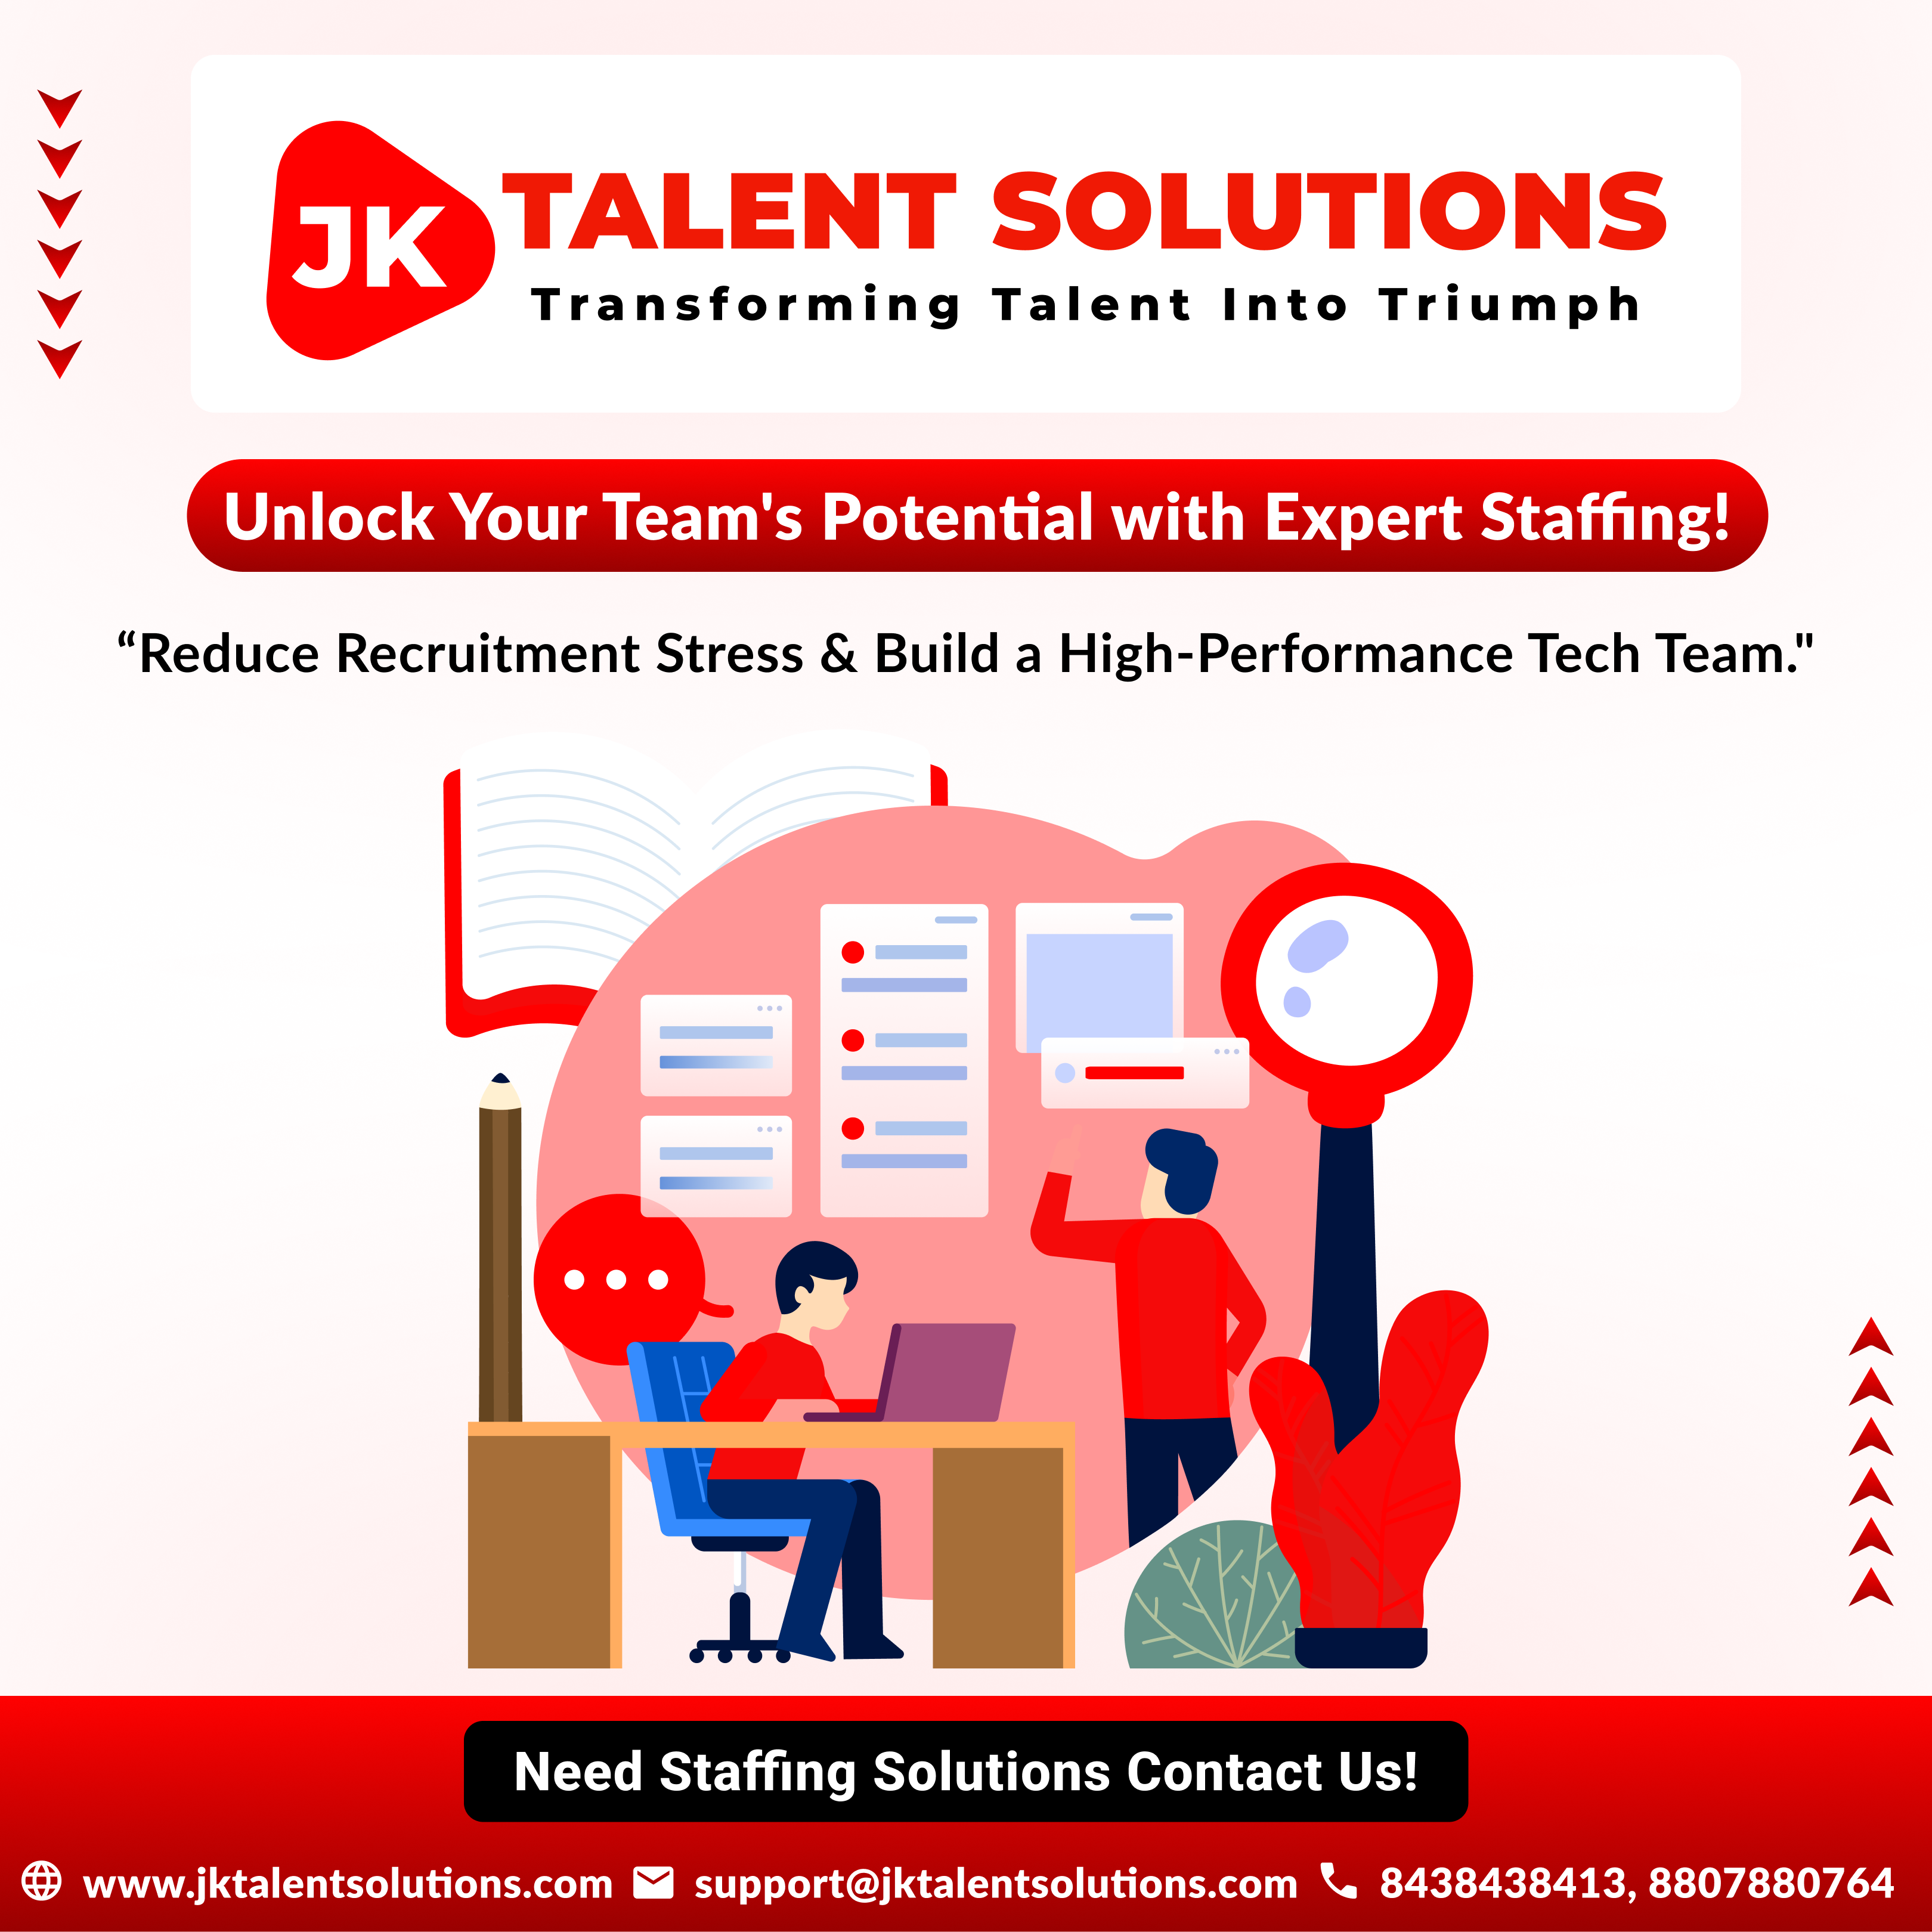 JK
TALENT SOLUTIONS
Transforming Talent Into Triumph
Unlock Your Team's Potential with Expert Staffing!
“Reduce Recruitment Stress & Build a High-Performance Tech Team."
Need Staffing Solutions Contact Us!
www.jktalentsolutions.com support@jktalentsolutions.com 8438438413, 8807880764